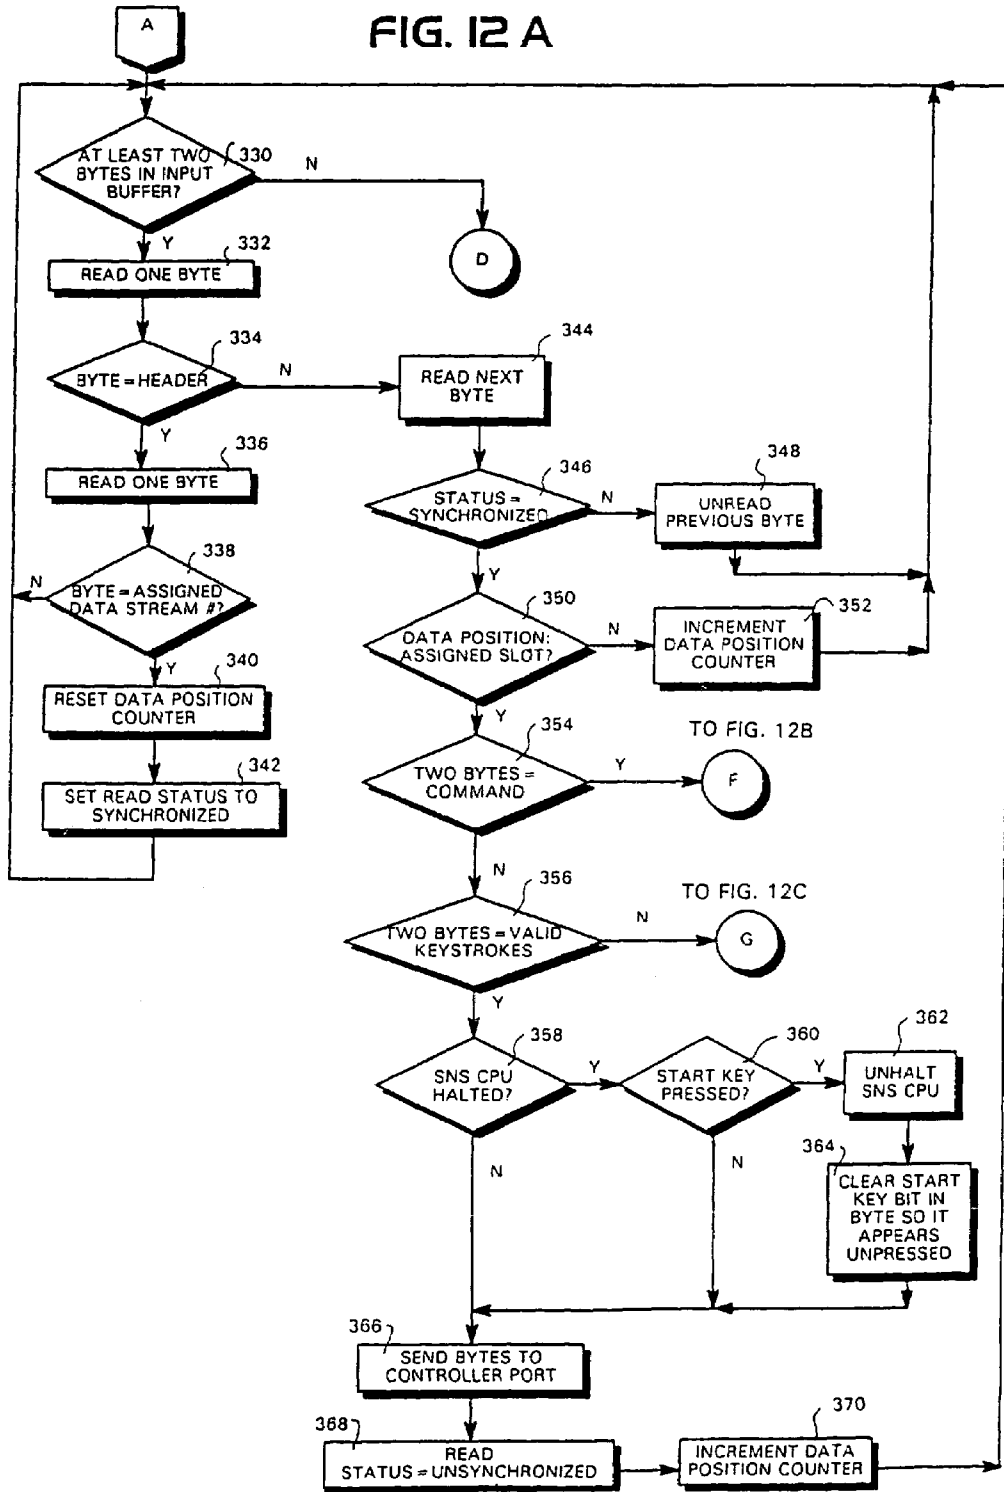 FIG. 12 A
A
AT LEAST TWO
BYTES IN INPUT
BUFFER?
330
N
D
Y
332
READ ONE BYTE
334
BYTE = HEADER
N
344
READ NEXT
BYTE
Y
336
READ ONE BYTE
346
STATUS =
SYNCHRONIZED
N
348
UNREAD
PREVIOUS BYTE
338
N
BYTE = ASSIGNED
DATA STREAM #?
Y
350
DATA POSITION:
ASSIGNED SLOT?
N
352
INCREMENT
DATA POSITION
COUNTER
Y
340
RESET DATA POSITION
COUNTER
Y
354
TWO BYTES =
COMMAND
Y
TO FIG. 12B
F
342
SET READ STATUS TO
SYNCHRONIZED
N
356
TWO BYTES = VALID
KEYSTROKES
N
TO FIG. 12C
G
Y
358
SNS CPU
HALTED?
Y
360
START KEY
PRESSED?
Y
362
UNHALT
SNS CPU
N
N
364
CLEAR START
KEY BIT IN
BYTE SO IT
APPEARS
UNPRESSED
366
SEND BYTES TO
CONTROLLER PORT
368
READ
STATUS = UNSYNCHRONIZED
370
INCREMENT DATA
POSITION COUNTER